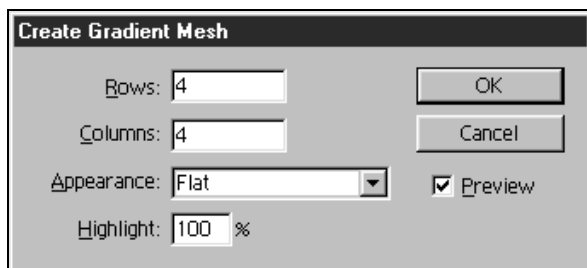 Create Gradient Mesh
Rows: 4
OK
Columns: 4
Cancel
Appearance: Flat
Preview
Highlight: 100 %